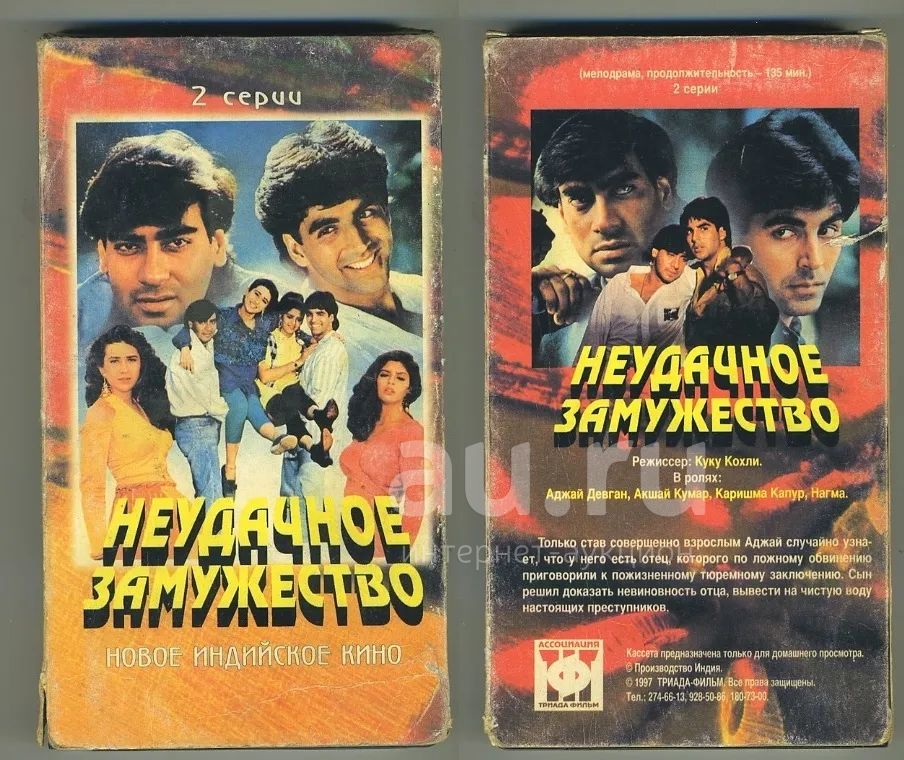 2 серии
НЕУДАЧНОЕ
ЗАМУЖЕСТВО
НОВОЕ ИНДИЙСКОЕ КИНО
(мелодрама, продолжительность – 135 мин.)
2 серии
НЕУДАЧНОЕ
ЗАМУЖЕСТВО
Режиссер: Куку Кохли.
В ролях:
Аджай Девган, Акшай Кумар, Каришма Капур, Нагма.
Только став совершенно взрослым Аджай случайно узна-
ет, что у него есть отец, которого по ложному обвинению
приговорили к пожизненному тюремному заключению. Сын
решил доказать невиновность отца, вывести на чистую воду
настоящих преступников.
АССОЦИАЦИЯ
ТРИАДА ФИЛЬМ
Кассета предназначена только для домашнего просмотра.
© Производство Индия.
© 1997 ТРИАДА-ФИЛЬМ. Все права защищены.
Тел.: 274-66-13, 928-50-86, 180-73-00.
au.ru
интернет-аукцион